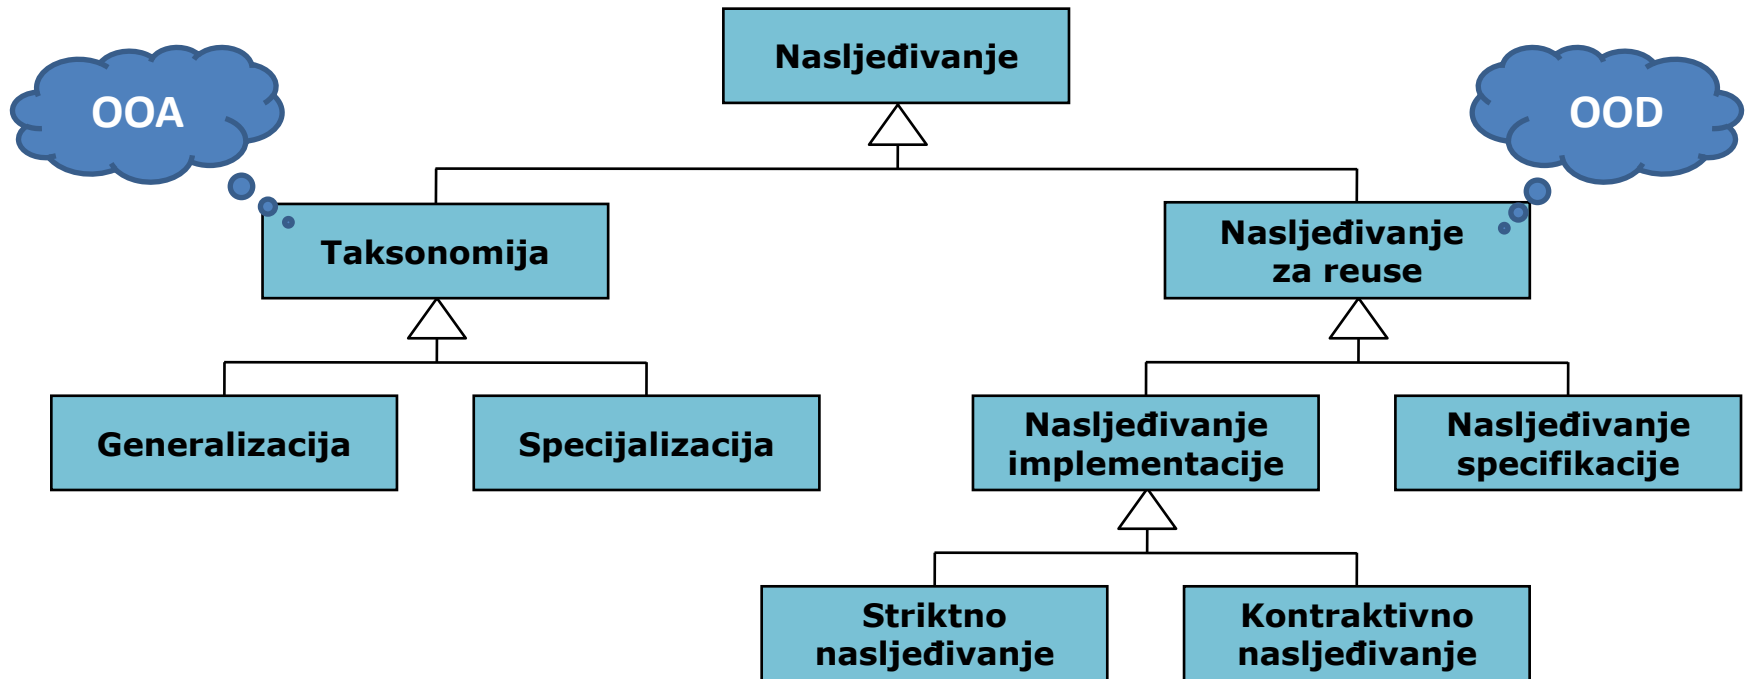 Nasljeđivanje
OOA
OOD
Taksonomija
Nasljeđivanje
za reuse
Generalizacija
Specijalizacija
Nasljeđivanje
implementacije
Nasljeđivanje
specifikacije
Striktno
nasljeđivanje
Kontraktivno
nasljeđivanje